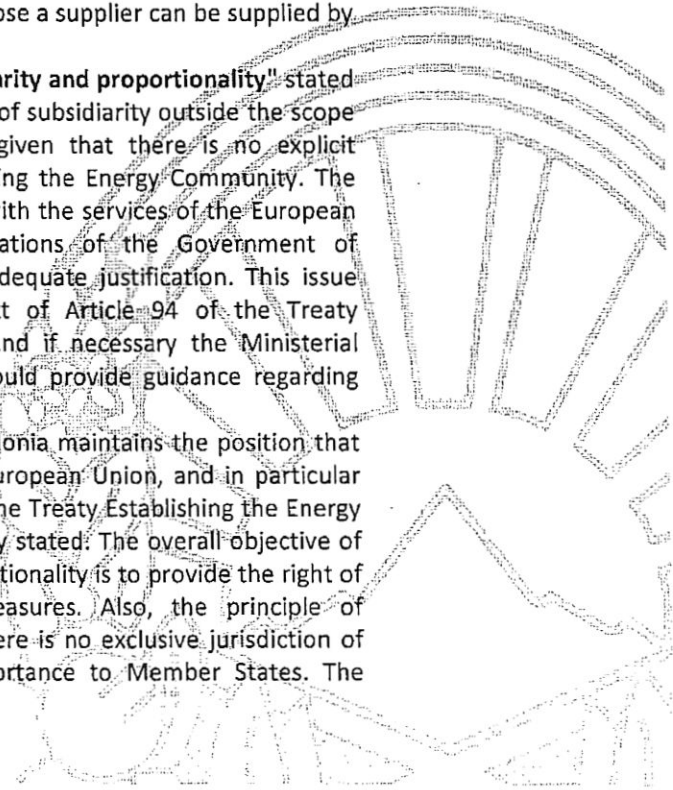 ose a supplier can be supplied by
arity and proportionality" stated
of subsidiarity outside the scope
given that there is no explicit
ing the Energy Community. The
with the services of the European
ations of the Government of
dequate justification. This issue
t of Article 94 of the Treaty
nd if necessary the Ministerial
ould provide guidance regarding
onia maintains the position that
uropean Union, and in particular
he Treaty Establishing the Energy
y stated. The overall objective of
tionality is to provide the right of
easures. Also, the principle of
ere is no exclusive jurisdiction of
ortance to Member States. The